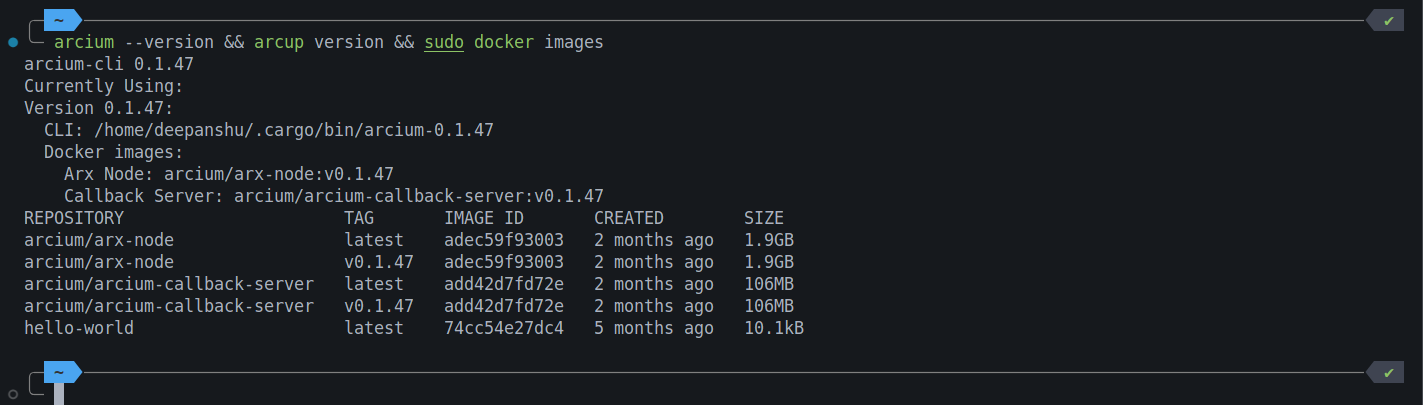 ~ ✔
arcium --version && arcup version && sudo docker images
arcium-cli 0.1.47
Currently Using:
Version 0.1.47:
  CLI: /home/deepanshu/.cargo/bin/arcium-0.1.47
  Docker images:
    Arx Node: arcium/arx-node:v0.1.47
    Callback Server: arcium/arcium-callback-server:v0.1.47
REPOSITORY                      TAG       IMAGE ID       CREATED        SIZE
arcium/arx-node                 latest    adec59f93003   2 months ago   1.9GB
arcium/arx-node                 v0.1.47   adec59f93003   2 months ago   1.9GB
arcium/arcium-callback-server   latest    add42d7fd72e   2 months ago   106MB
arcium/arcium-callback-server   v0.1.47   add42d7fd72e   2 months ago   106MB
hello-world                     latest    74cc54e27dc4   5 months ago   10.1kB
~ ✔